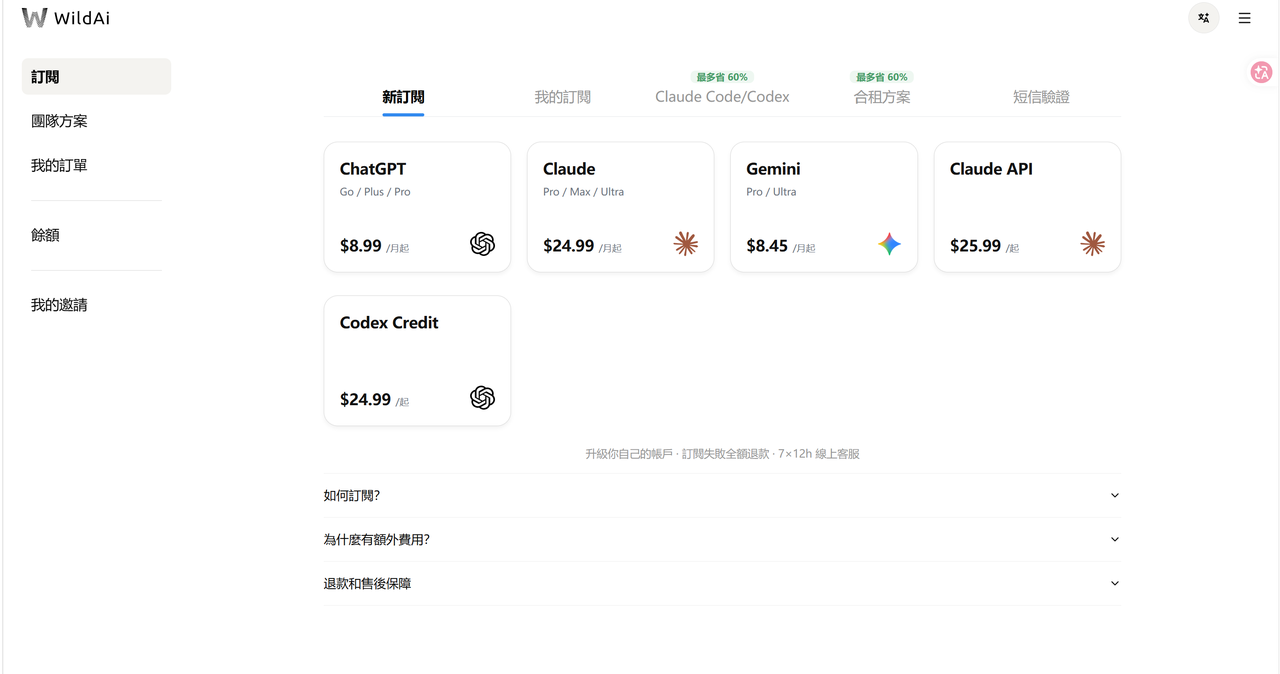 WildAi
訂閱
團隊方案
我的訂單
餘額
我的邀請
新訂閱
我的訂閱
最多省 60%
Claude Code/Codex
最多省 60%
合租方案
短信驗證
ChatGPT
Go / Plus / Pro
$8.99 /月起
Claude
Pro / Max / Ultra
$24.99 /月起
Gemini
Pro / Ultra
$8.45 /月起
Claude API
$25.99 /起
Codex Credit
$24.99 /起
升級你自己的帳戶 · 訂閱失敗全額退款 · 7×12h 線上客服
如何訂閱?
為什麼有額外費用?
退款和售後保障